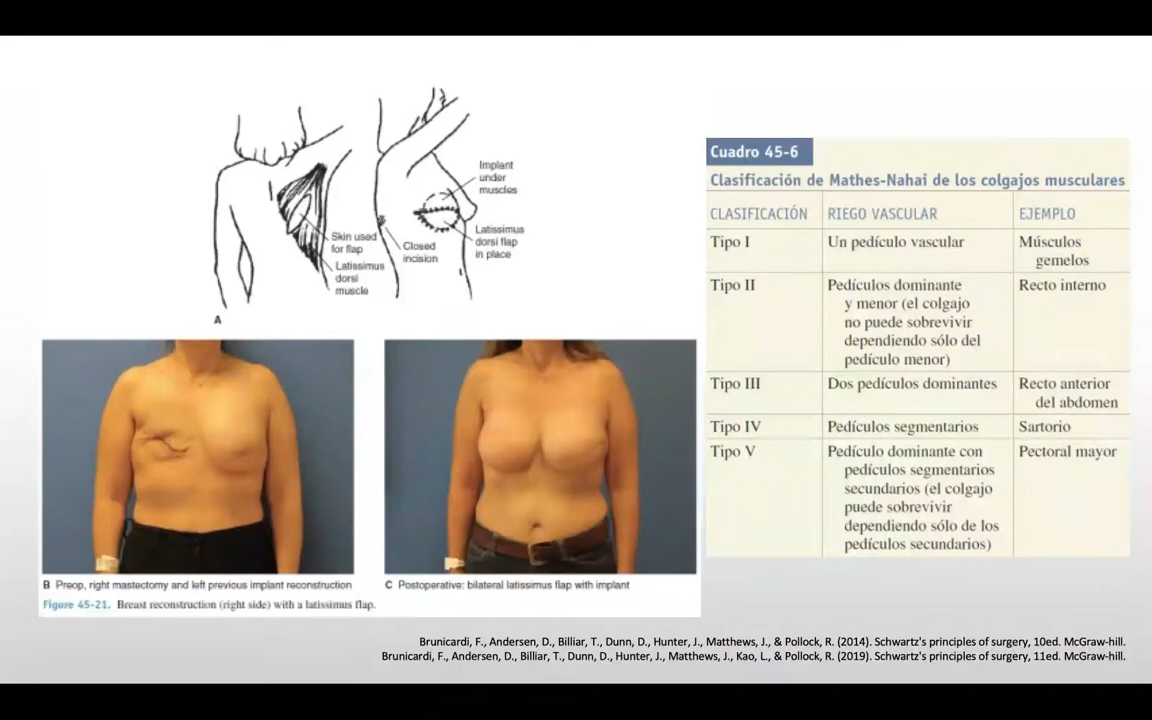 Implant
under
muscles
Skin used
for flap
Latissimus
dorsi
muscle
Closed
incision
Latissimus
dorsi flap
in place
A
B Preop, right mastectomy and left previous implant reconstruction
C Postoperative: bilateral latissimus flap with implant
Figure 45-21. Breast reconstruction (right side) with a latissimus flap.
Cuadro 45-6
Clasificación de Mathes-Nahai de los colgajos musculares
CLASIFICACIÓN RIEGO VASCULAR EJEMPLO
Tipo I Un pedículo vascular Músculos
gemelos
Tipo II Pedículos dominante Recto interno
y menor (el colgajo
no puede sobrevivir
dependiendo sólo del
pedículo menor)
Tipo III Dos pedículos dominantes Recto anterior
del abdomen
Tipo IV Pedículos segmentarios Sartorio
Tipo V Pedículo dominante con Pectoral mayor
pedículos segmentarios
secundarios (el colgajo
puede sobrevivir
dependiendo sólo de los
pedículos secundarios)
Brunicardi, F., Andersen, D., Billiar, T., Dunn, D., Hunter, J., Matthews, J., & Pollock, R. (2014). Schwartz's principles of surgery, 10ed. McGraw-hill.
Brunicardi, F., Andersen, D., Billiar, T., Dunn, D., Hunter, J., Matthews, J., Kao, L., & Pollock, R. (2019). Schwartz's principles of surgery, 11ed. McGraw-hill.